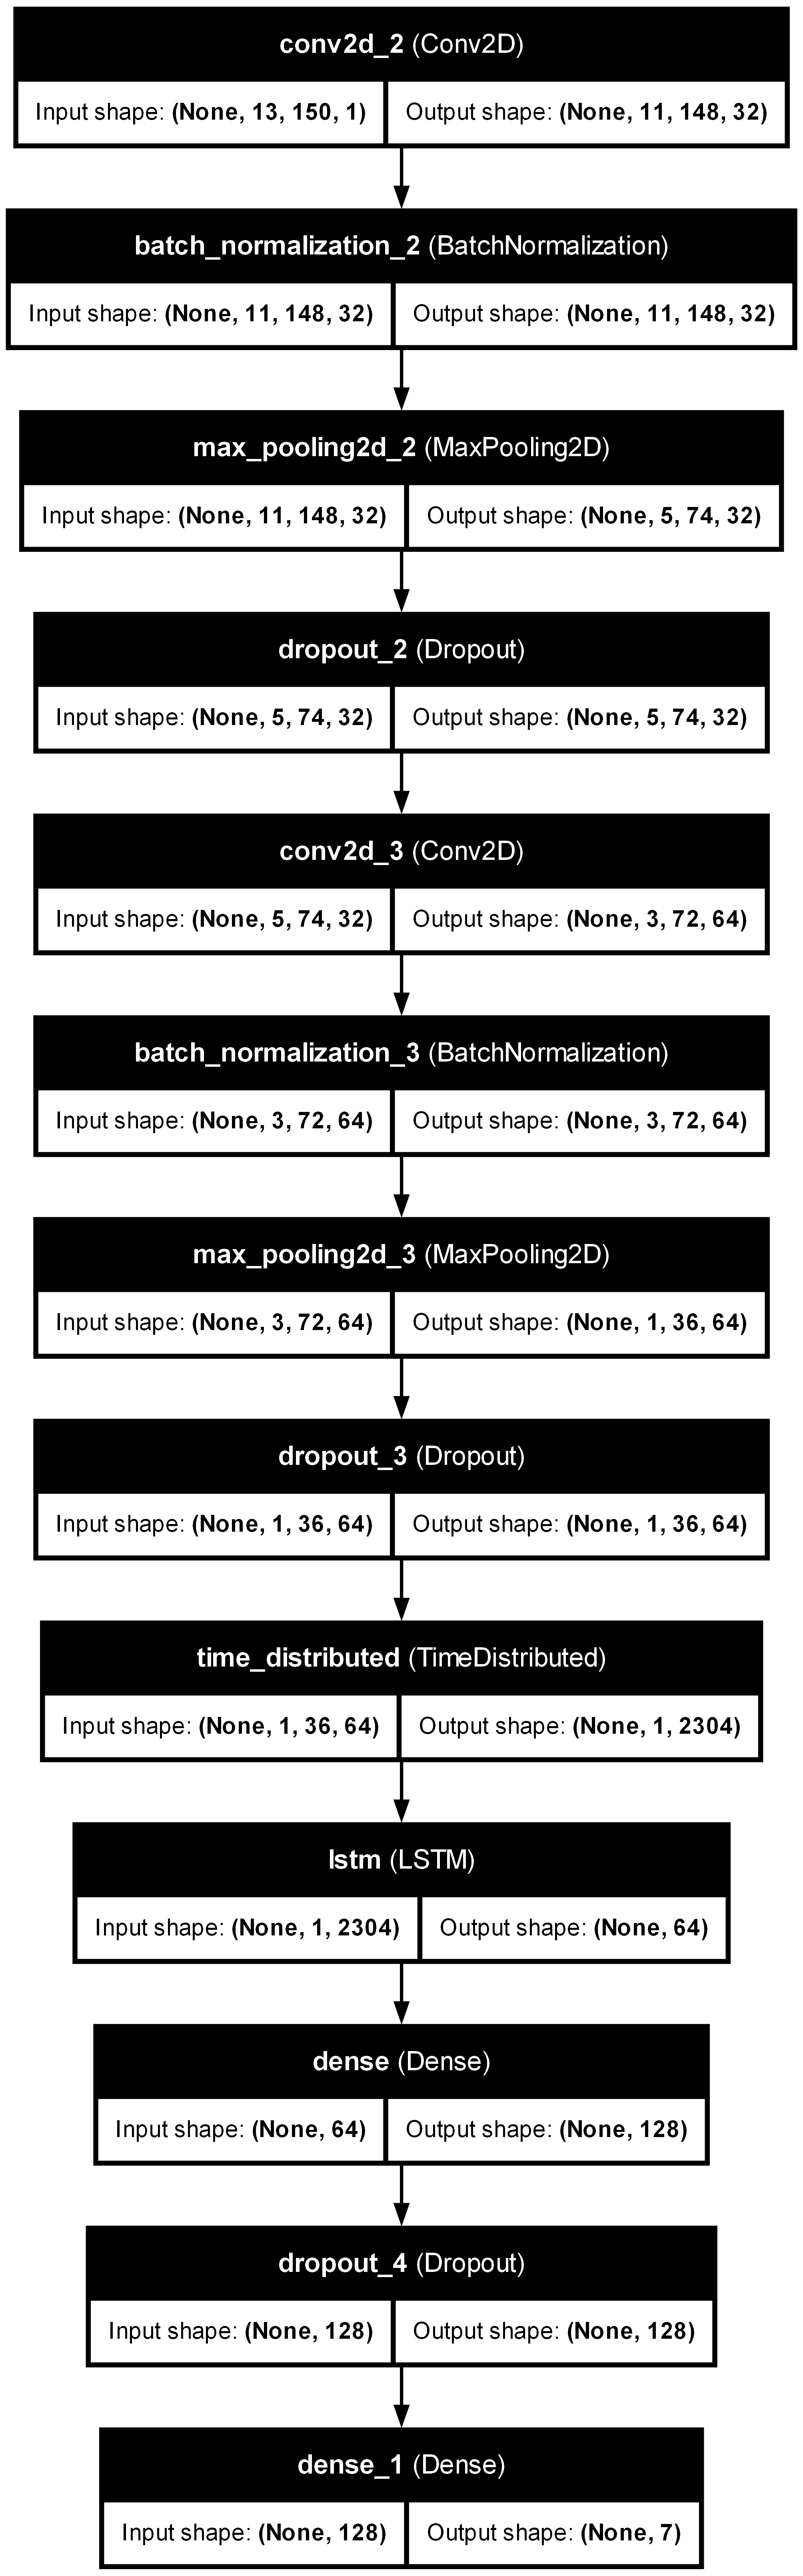 conv2d_2 (Conv2D)
Input shape: (None, 13, 150, 1) Output shape: (None, 11, 148, 32)
batch_normalization_2 (BatchNormalization)
Input shape: (None, 11, 148, 32) Output shape: (None, 11, 148, 32)
max_pooling2d_2 (MaxPooling2D)
Input shape: (None, 11, 148, 32) Output shape: (None, 5, 74, 32)
dropout_2 (Dropout)
Input shape: (None, 5, 74, 32) Output shape: (None, 5, 74, 32)
conv2d_3 (Conv2D)
Input shape: (None, 5, 74, 32) Output shape: (None, 3, 72, 64)
batch_normalization_3 (BatchNormalization)
Input shape: (None, 3, 72, 64) Output shape: (None, 3, 72, 64)
max_pooling2d_3 (MaxPooling2D)
Input shape: (None, 3, 72, 64) Output shape: (None, 1, 36, 64)
dropout_3 (Dropout)
Input shape: (None, 1, 36, 64) Output shape: (None, 1, 36, 64)
time_distributed (TimeDistributed)
Input shape: (None, 1, 36, 64) Output shape: (None, 1, 2304)
lstm (LSTM)
Input shape: (None, 1, 2304) Output shape: (None, 64)
dense (Dense)
Input shape: (None, 64) Output shape: (None, 128)
dropout_4 (Dropout)
Input shape: (None, 128) Output shape: (None, 128)
dense_1 (Dense)
Input shape: (None, 128) Output shape: (None, 7)